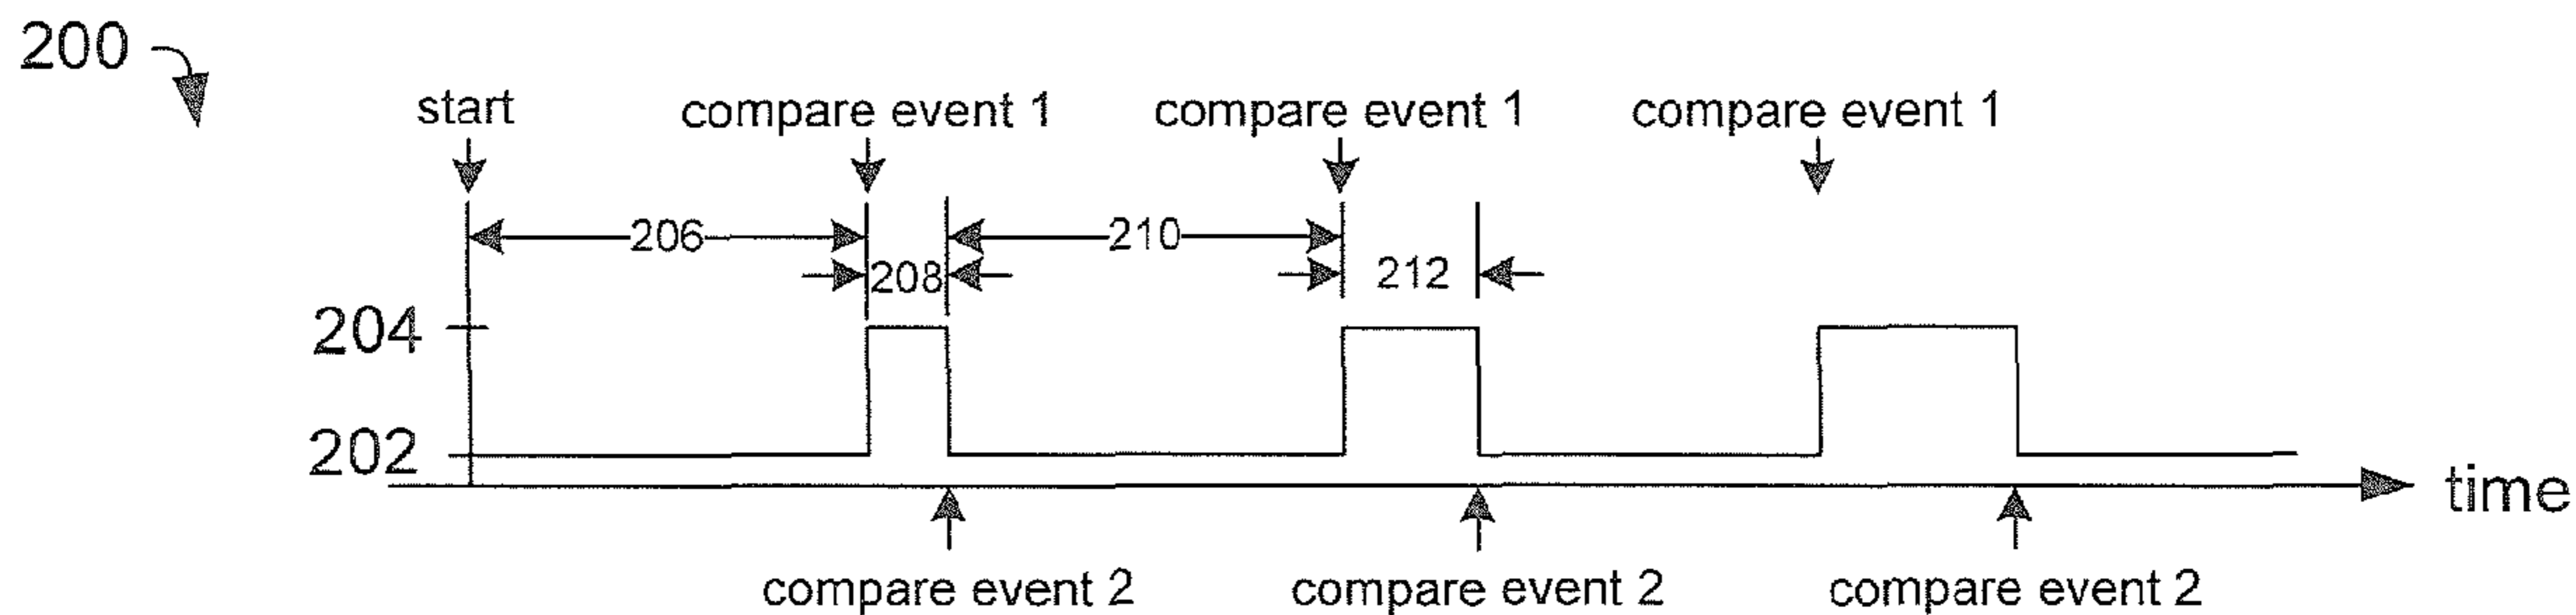 200
start compare event 1 compare event 1 compare event 1
206 210
208 212
204
202
time
compare event 2 compare event 2 compare event 2